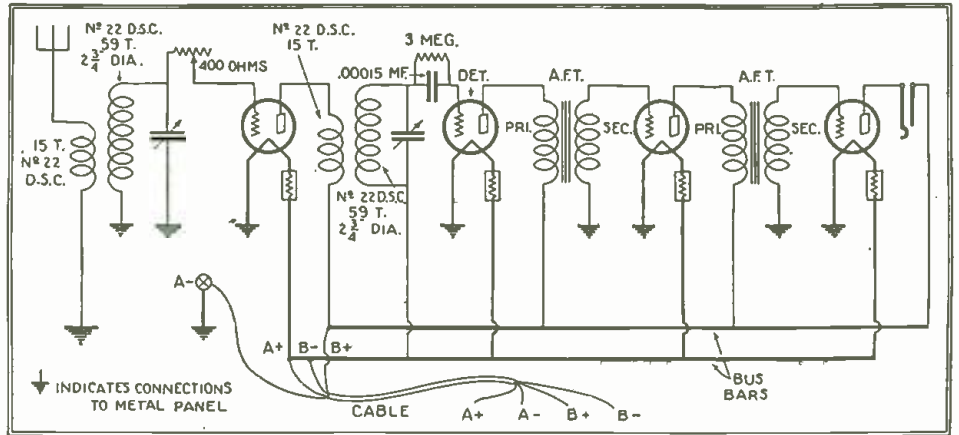 Nº 22 D.S.C.
59 T.
2 3/4 DIA.
400 OHMS
Nº 22 D.S.C.
15 T.
3 MEG.
.00015 MF.
DET.
A.F.T.
A.F.T.
PRI.
SEC.
PRI.
SEC.
. 15 T.
Nº 22
D.S.C.
Nº 22 D.S.C
59 T.
2 3/4 DIA.
A-
A+ B- B+
BUS
BARS
INDICATES CONNECTIONS
TO METAL PANEL
CABLE
A+ A- B+ B-